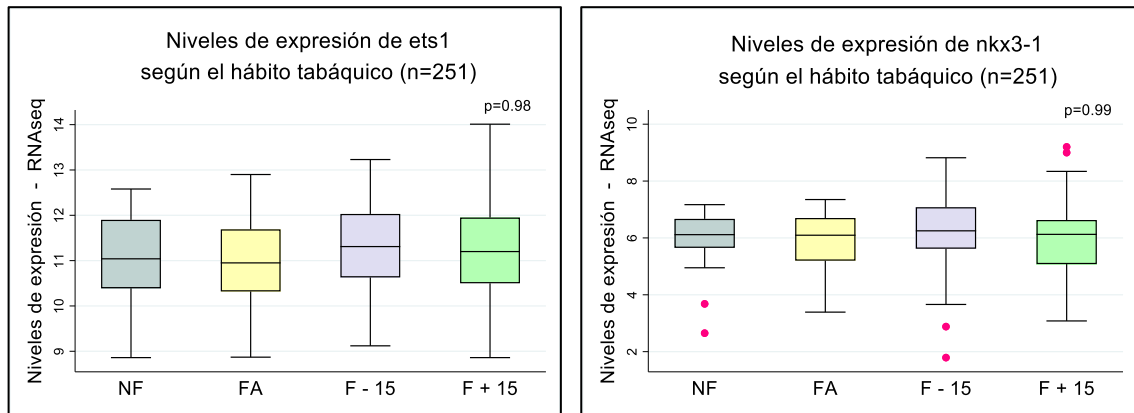 Niveles de expresión de ets1
según el hábito tabáquico (n=251)
p=0.98
Niveles de expresión - RNAseq
14
13
12
11
10
9
NF FA F - 15 F + 15
Niveles de expresión de nkx3-1
según el hábito tabáquico (n=251)
p=0.99
Niveles de expresión - RNAseq
10
8
6
4
2
NF FA F - 15 F + 15